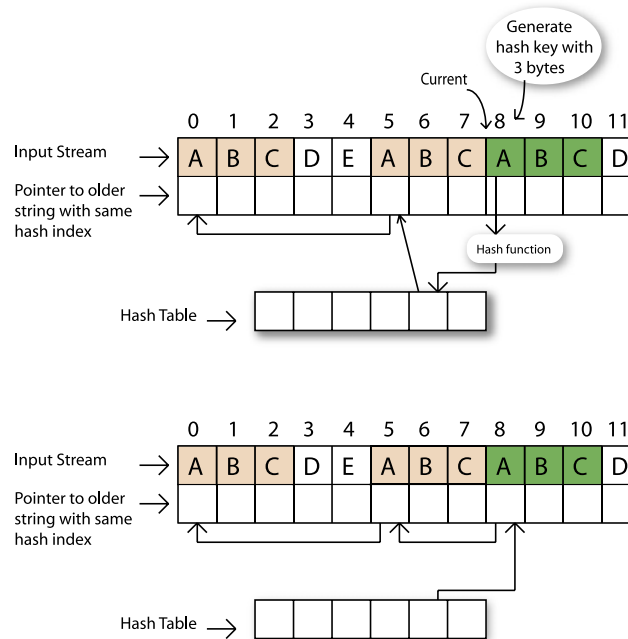 Generate
hash key with
3 bytes
Current
0 1 2 3 4 5 6 7 8 9 10 11
Input Stream
A B C D E A B C A B C D
Pointer to older
string with same
hash index
Hash function
Hash Table
0 1 2 3 4 5 6 7 8 9 10 11
Input Stream
A B C D E A B C A B C D
Pointer to older
string with same
hash index
Hash Table